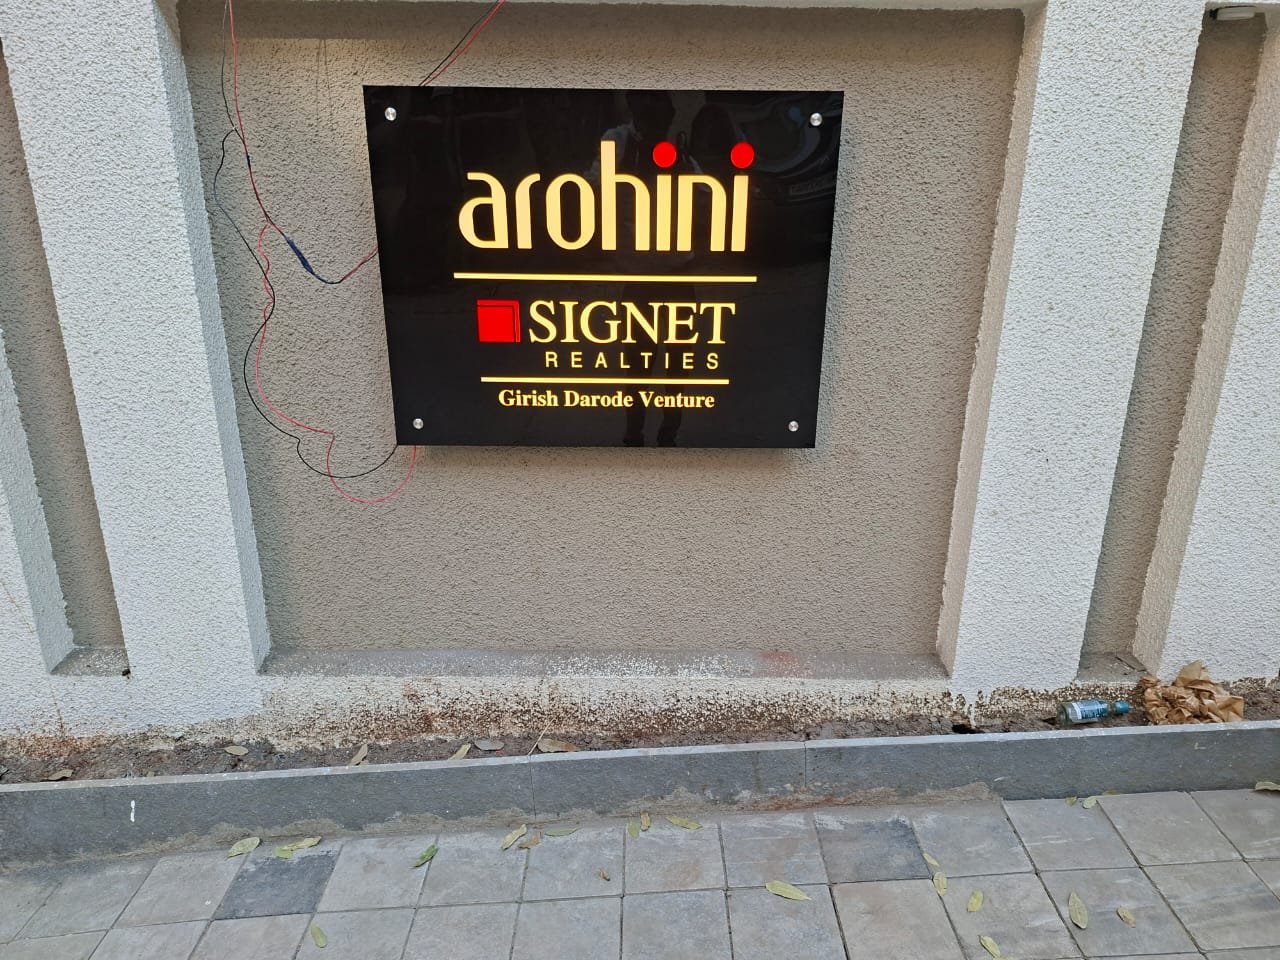 arohini
SIGNET
REALTIES
Girish Darode Venture